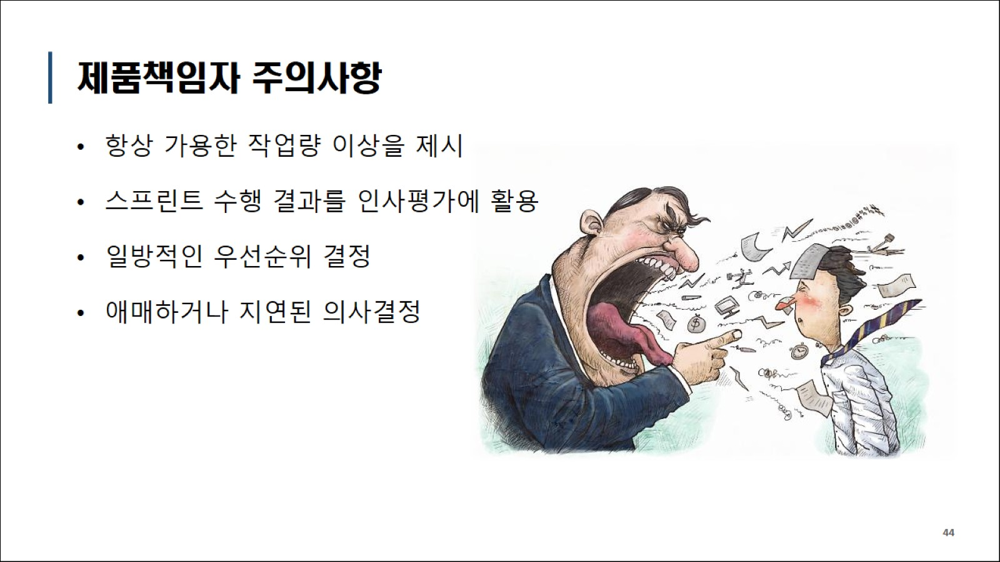 제품책임자 주의사항
• 항상 가용한 작업량 이상을 제시
• 스프린트 수행 결과를 인사평가에 활용
• 일방적인 우선순위 결정
• 애매하거나 지연된 의사결정
$
44